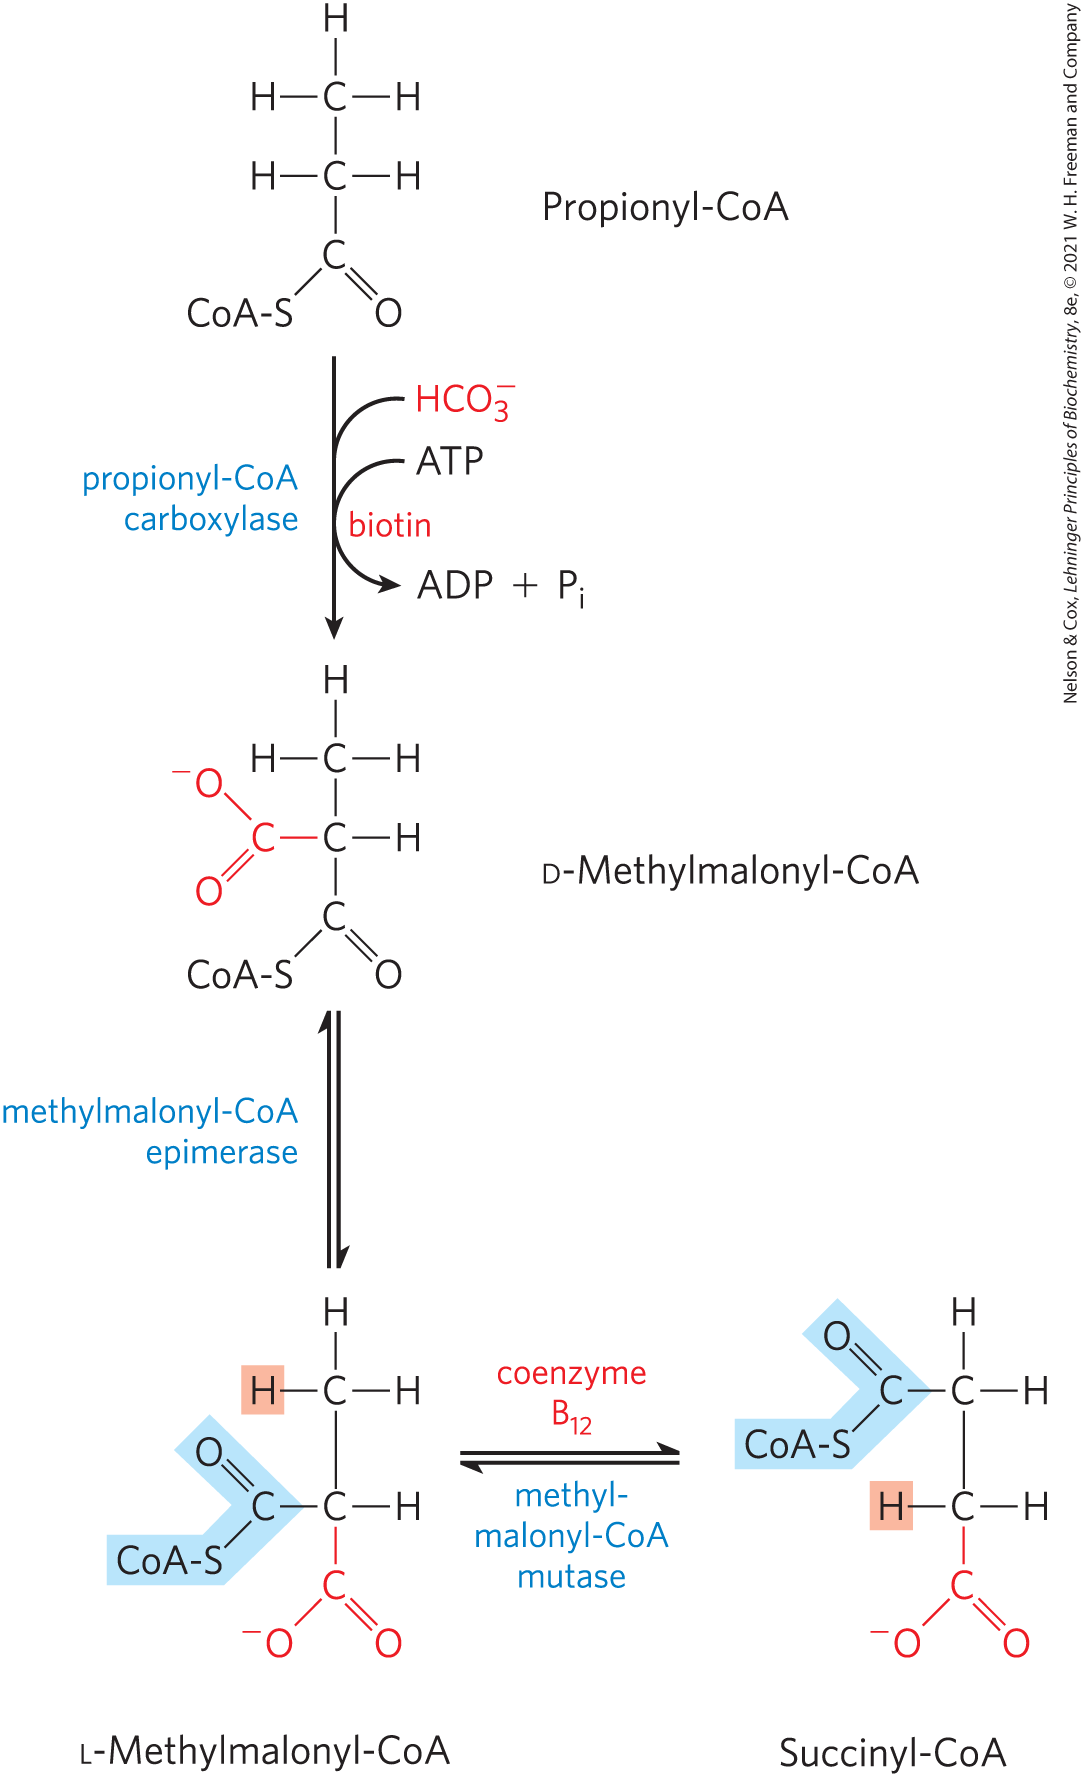 H
H C H
H C H
Propionyl-CoA
C
CoA-S O
HCO₃⁻
ATP
propionyl-CoA
carboxylase
biotin
ADP + Pᵢ
H
H C H
⁻O
C C H
O
D-Methylmalonyl-CoA
C
CoA-S O
methylmalonyl-CoA
epimerase
H
H C H
O
C C H
CoA-S
C
⁻O O
L-Methylmalonyl-CoA
coenzyme
B₁₂
methyl-
malonyl-CoA
mutase
H
O
C C H
CoA-S
H C H
C
⁻O O
Succinyl-CoA
Nelson & Cox, Lehninger Principles of Biochemistry, 8e, © 2021 W. H. Freeman and Company